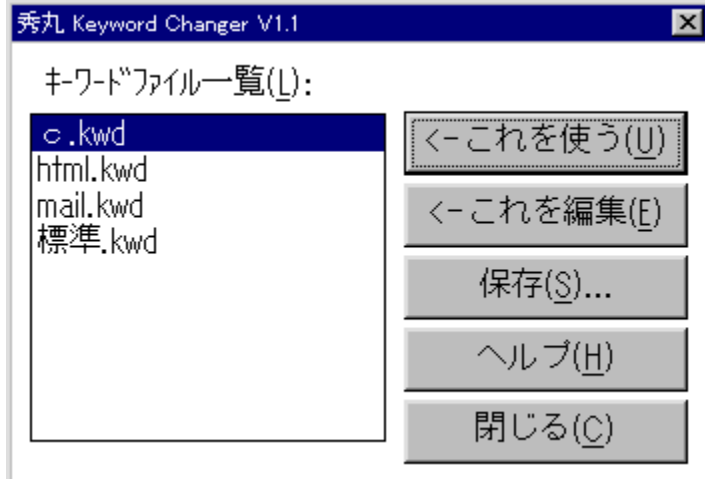 秀丸 Keyword Changer V1.1
ｷｰﾜｰﾄﾞﾌｧｲﾙ一覧(L):
ｃ.kwd
html.kwd
mail.kwd
標準.kwd
<-これを使う(U)
<-これを編集(E)
保存(S)...
ヘルプ(H)
閉じる(C)